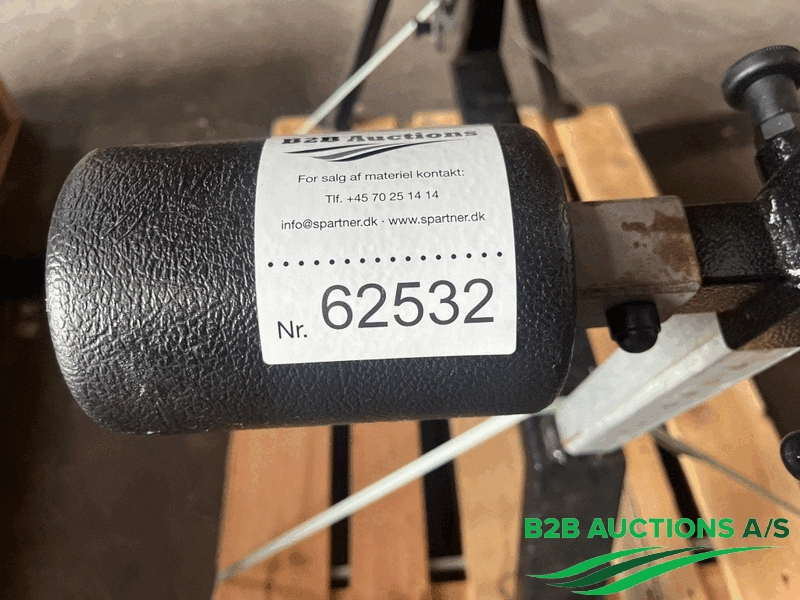 B2B Auctions
For salg af materiel kontakt:
Tlf. +45 70 25 14 14
info@spartner.dk · www.spartner.dk
Nr. 62532
B2B AUCTIONS A/S